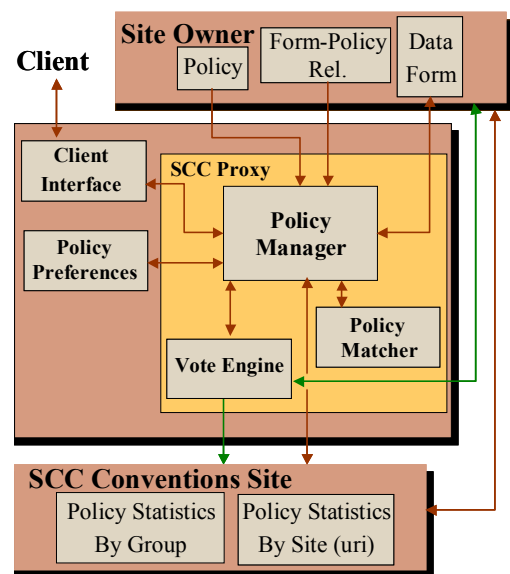 Site Owner
Policy
Form-Policy
Rel.
Data
Form
Client
Client
Interface
SCC Proxy
Policy
Manager
Policy
Preferences
Policy
Matcher
Vote Engine
SCC Conventions Site
Policy Statistics
By Group
Policy Statistics
By Site (uri)